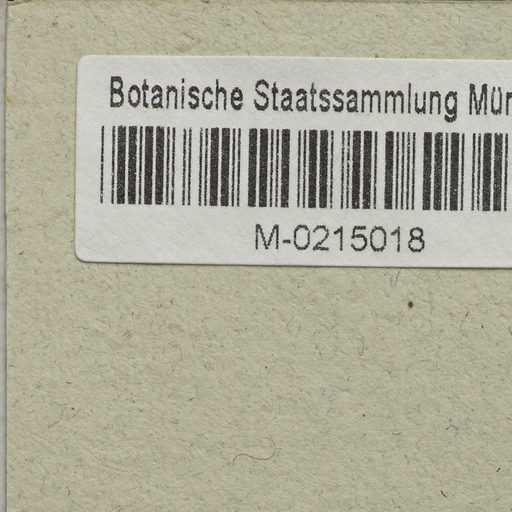 Botanische Staatssammlung Mün
M-0215018